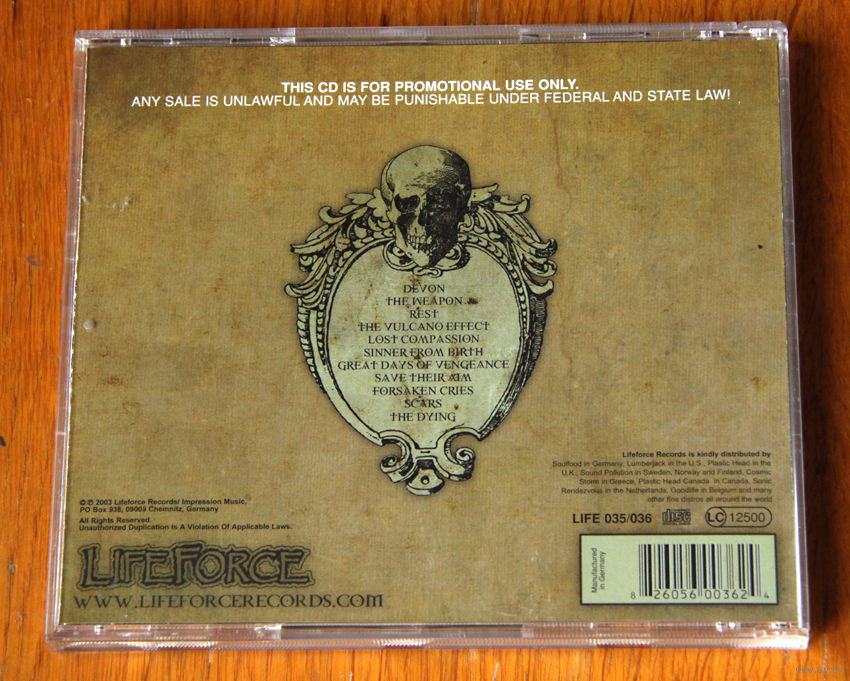 THIS CD IS FOR PROMOTIONAL USE ONLY.
ANY SALE IS UNLAWFUL AND MAY BE PUNISHABLE UNDER FEDERAL AND STATE LAW!
DEVON
THE WEAPON
REST
THE VULCANO EFFECT
LOST COMPASSION
SINNER FROM BIRTH
GREAT DAYS OF VENGEANCE
SAVE THEIR AIM
FORSAKEN CRIES
SCARS
THE DYING
Lifeforce Records is kindly distributed by
Soulfood in Germany, Lumberjack in the U.S., Plastic Head in the
U.K., Sound Pollution in Sweden, Norway and Finland, Cosmic
Storm in Greece, Plastic Head Canada in Canada, Sonic
Rendezvous in the Netherlands, Goodlife in Belgium and many
other fine distros all around the world
© ℗ 2003 Lifeforce Records/ Impression Music,
PO Box 938, 09009 Chemnitz, Germany
All Rights Reserved.
Unauthorized Duplication Is A Violation Of Applicable Laws.
LIFE 035/036 disc LC 12500
LIFEFORCE
WWW.LIFEFORCERECORDS.COM
Manufactured
in Germany
8 26056 00362 4